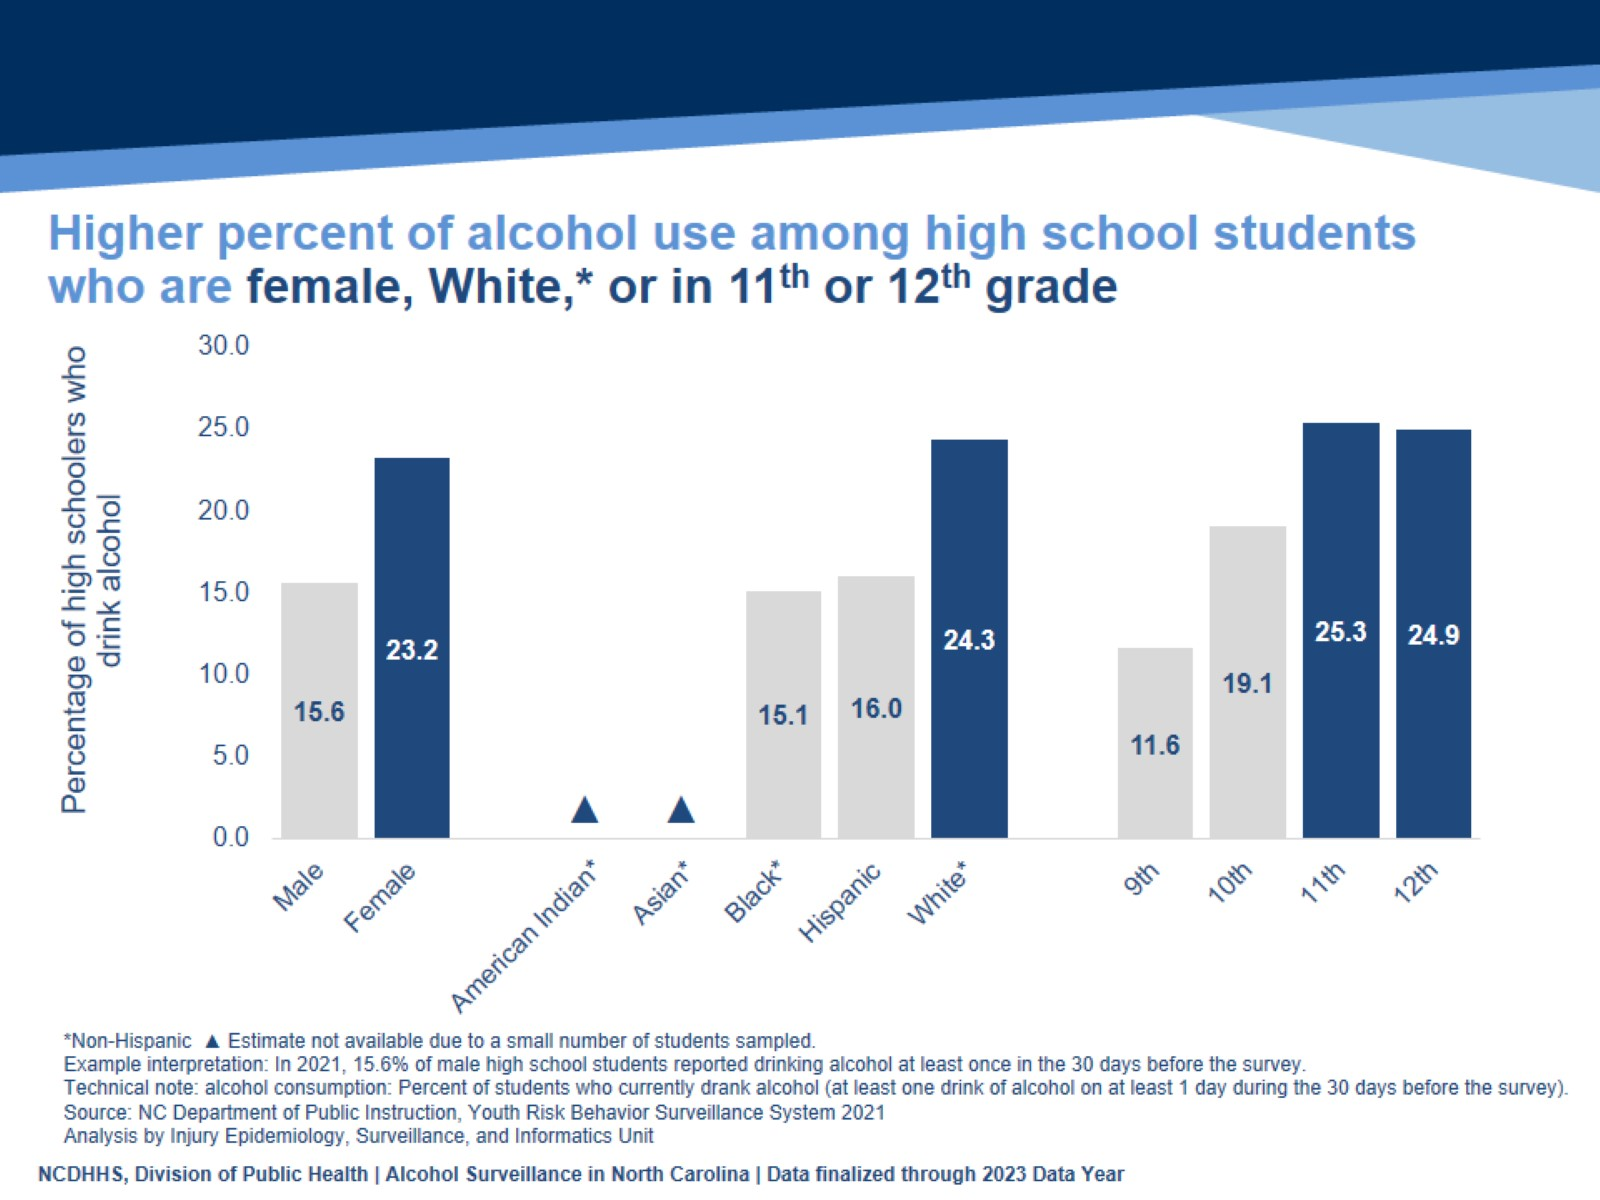 Higher percent of alcohol use among high school students
who are female, White,* or in 11th or 12th grade
Percentage of high schoolers who
drink alcohol
30.0
25.0
20.0
15.0
10.0
5.0
0.0
15.6
23.2
▲
▲
15.1
16.0
24.3
11.6
19.1
25.3
24.9
Male
Female
American Indian*
Asian*
Black*
Hispanic
White*
9th
10th
11th
12th
*Non-Hispanic ▲ Estimate not available due to a small number of students sampled.
Example interpretation: In 2021, 15.6% of male high school students reported drinking alcohol at least once in the 30 days before the survey.
Technical note: alcohol consumption: Percent of students who currently drank alcohol (at least one drink of alcohol on at least 1 day during the 30 days before the survey).
Source: NC Department of Public Instruction, Youth Risk Behavior Surveillance System 2021
Analysis by Injury Epidemiology, Surveillance, and Informatics Unit
NCDHHS, Division of Public Health | Alcohol Surveillance in North Carolina | Data finalized through 2023 Data Year